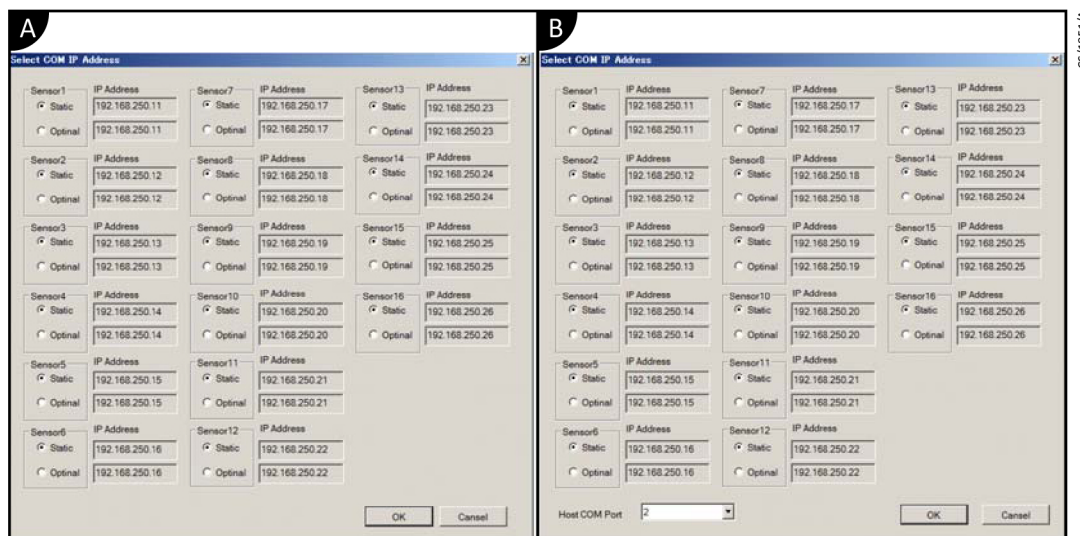 A
Select COM IP Address
Sensor1 IP Address Sensor7 IP Address Sensor13 IP Address
Static 192.168.250.11 Static 192.168.250.17 Static 192.168.250.23
Optinal 192.168.250.11 Optinal 192.168.250.17 Optinal 192.168.250.23
Sensor2 IP Address Sensor8 IP Address Sensor14 IP Address
Static 192.168.250.12 Static 192.168.250.18 Static 192.168.250.24
Optinal 192.168.250.12 Optinal 192.168.250.18 Optinal 192.168.250.24
Sensor3 IP Address Sensor9 IP Address Sensor15 IP Address
Static 192.168.250.13 Static 192.168.250.19 Static 192.168.250.25
Optinal 192.168.250.13 Optinal 192.168.250.19 Optinal 192.168.250.25
Sensor4 IP Address Sensor10 IP Address Sensor16 IP Address
Static 192.168.250.14 Static 192.168.250.20 Static 192.168.250.26
Optinal 192.168.250.14 Optinal 192.168.250.20 Optinal 192.168.250.26
Sensor5 IP Address Sensor11 IP Address
Static 192.168.250.15 Static 192.168.250.21
Optinal 192.168.250.15 Optinal 192.168.250.21
Sensor6 IP Address Sensor12 IP Address
Static 192.168.250.16 Static 192.168.250.22
Optinal 192.168.250.16 Optinal 192.168.250.22
OK Cansel
B
Select COM IP Address
Sensor1 IP Address Sensor7 IP Address Sensor13 IP Address
Static 192.168.250.11 Static 192.168.250.17 Static 192.168.250.23
Optinal 192.168.250.11 Optinal 192.168.250.17 Optinal 192.168.250.23
Sensor2 IP Address Sensor8 IP Address Sensor14 IP Address
Static 192.168.250.12 Static 192.168.250.18 Static 192.168.250.24
Optinal 192.168.250.12 Optinal 192.168.250.18 Optinal 192.168.250.24
Sensor3 IP Address Sensor9 IP Address Sensor15 IP Address
Static 192.168.250.13 Static 192.168.250.19 Static 192.168.250.25
Optinal 192.168.250.13 Optinal 192.168.250.19 Optinal 192.168.250.25
Sensor4 IP Address Sensor10 IP Address Sensor16 IP Address
Static 192.168.250.14 Static 192.168.250.20 Static 192.168.250.26
Optinal 192.168.250.14 Optinal 192.168.250.20 Optinal 192.168.250.26
Sensor5 IP Address Sensor11 IP Address
Static 192.168.250.15 Static 192.168.250.21
Optinal 192.168.250.15 Optinal 192.168.250.21
Sensor6 IP Address Sensor12 IP Address
Static 192.168.250.16 Static 192.168.250.22
Optinal 192.168.250.16 Optinal 192.168.250.22
Host COM Port 2 OK Cansel